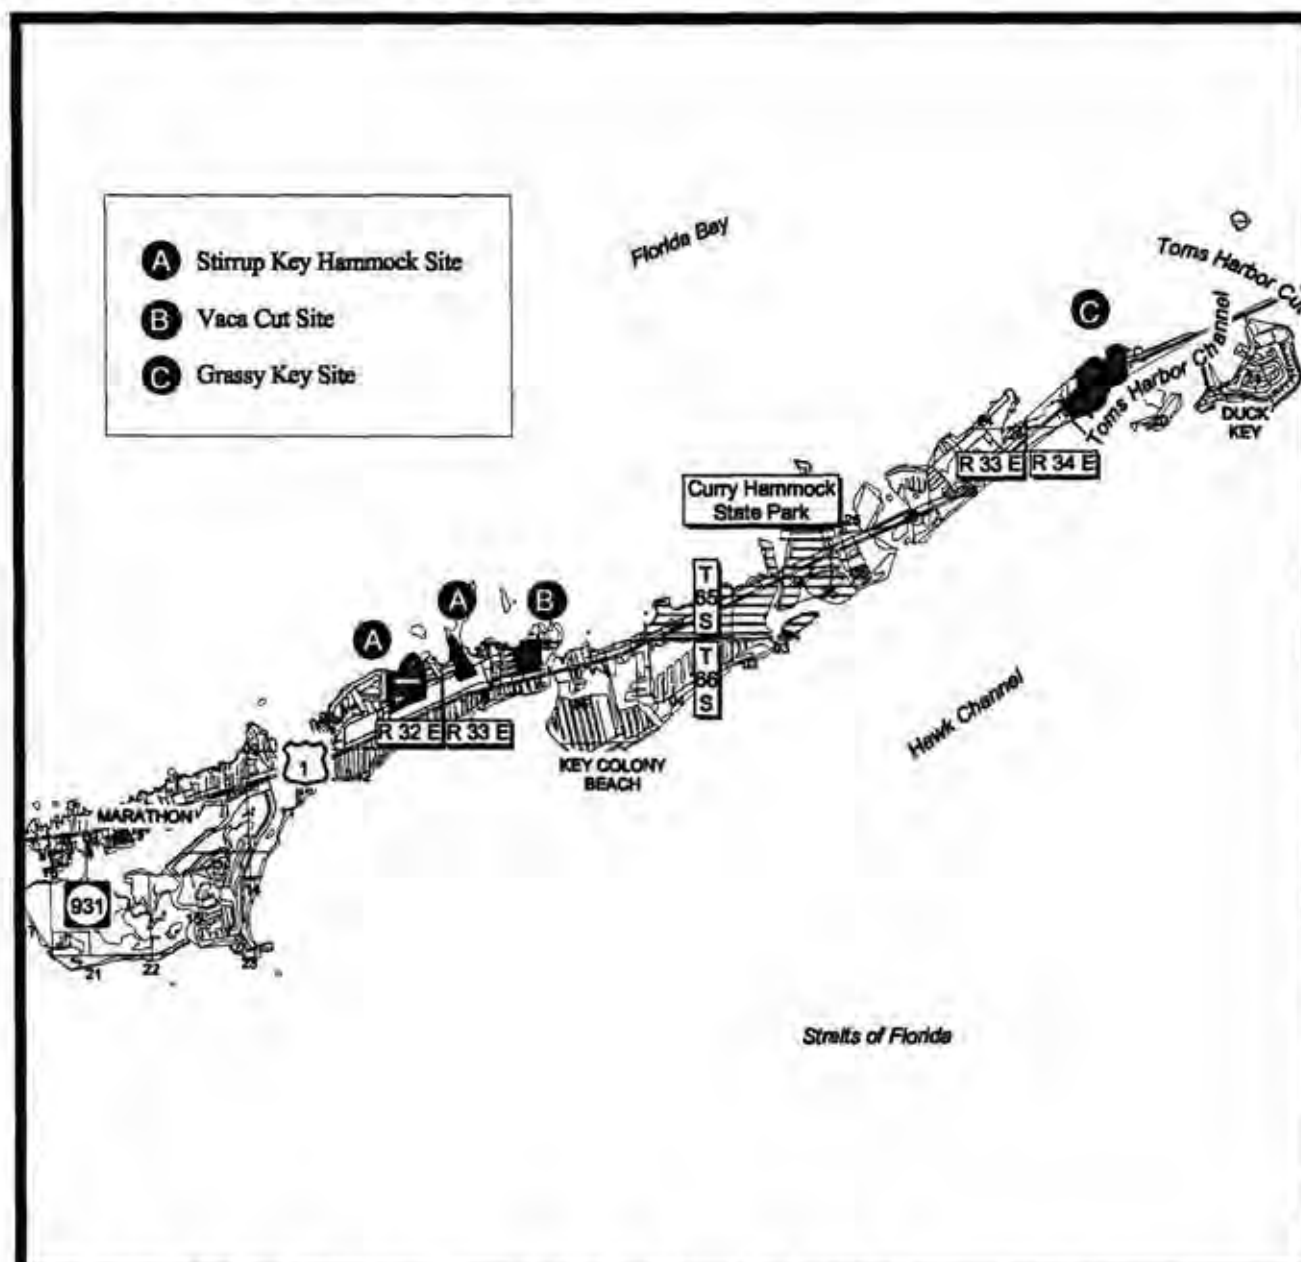 A Stirrup Key Hammock Site
B Vaca Cut Site
C Grassy Key Site
Florida Bay
Toms Harbor Cut
C
Toms Harbor Channel
DUCK
KEY
R 33 E R 34 E
Curry Hammock
State Park
T
65
S
T
66
S
A
A
B
R 32 E R 33 E
Hawk Channel
1
KEY COLONY
BEACH
MARATHON
931
14
21
22
23
Straits of Florida